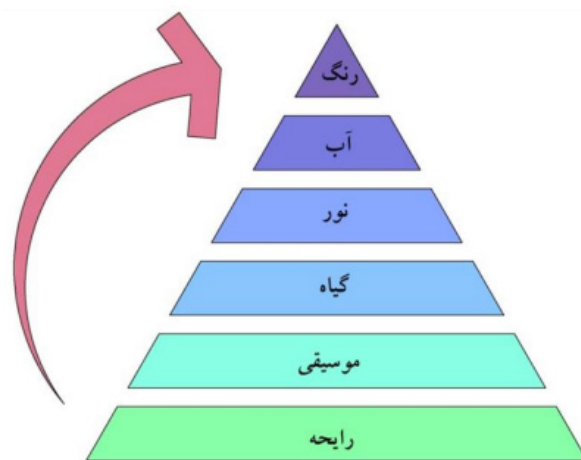 رنگ
آب
نور
گیاه
موسیقی
رایحه